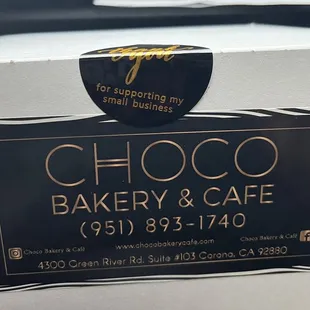 for supporting my
small business
CHOCO
BAKERY & CAFE
(951) 893-1740
www.chocobakerycafe.com
Choco Bakery & Café
Choco Bakery & Café
4300 Green River Rd. Suite #103 Corona, CA 92880